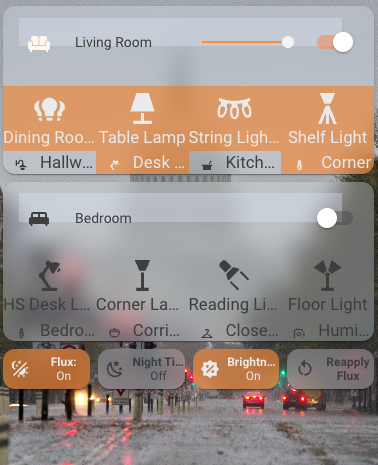 Living Room
Dining Roo... Table Lamp String Ligh... Shelf Light
Hallw... Desk ... Kitch... Corner
Bedroom
HS Desk L... Corner La... Reading Li... Floor Light
Bedro... Corri... Close... Humi...
Flux: Night Ti... Brightn... Reapply
On Off On Flux